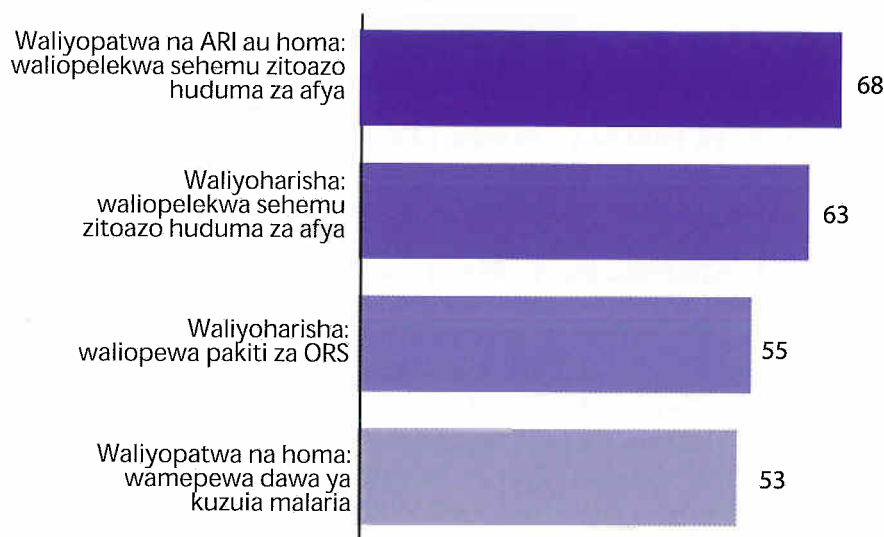 Waliyopatwa na ARI au homa:
waliopelekwa sehemu zitoazo
huduma za afya
68
Waliyoharisha:
waliopelekwa sehemu
zitoazo huduma za afya
63
Waliyoharisha:
waliopewa pakiti za ORS
55
Waliyopatwa na homa:
wamepewa dawa ya
kuzuia malaria
53